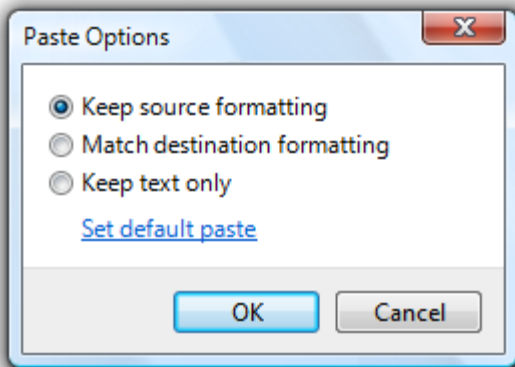 Paste Options
Keep source formatting
Match destination formatting
Keep text only
Set default paste
OK Cancel